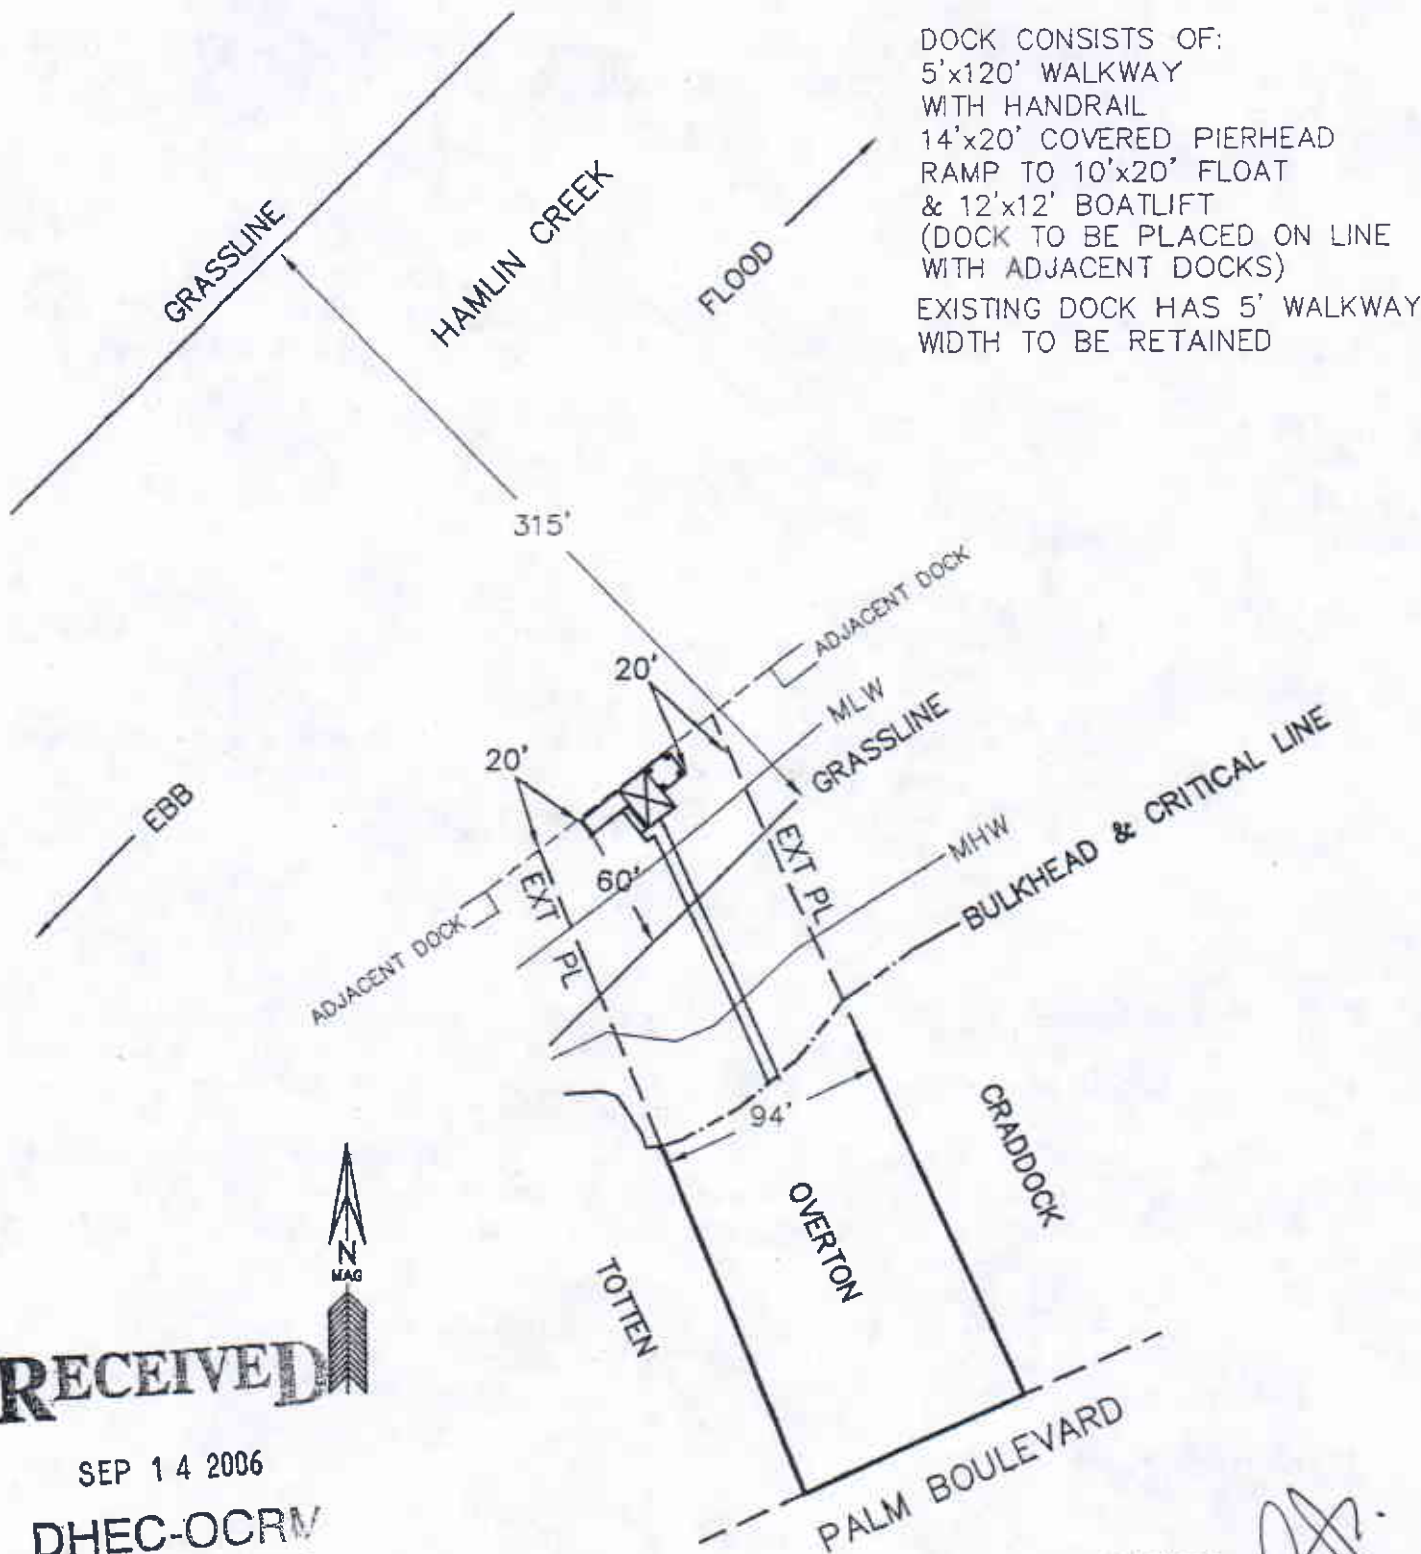 DOCK CONSISTS OF:
5'x120' WALKWAY
WITH HANDRAIL
14'x20' COVERED PIERHEAD
RAMP TO 10'x20' FLOAT
& 12'x12' BOATLIFT
(DOCK TO BE PLACED ON LINE
WITH ADJACENT DOCKS)
EXISTING DOCK HAS 5' WALKWAY
WIDTH TO BE RETAINED
GRASSLINE
HAMLIN CREEK
FLOOD
315'
ADJACENT DOCK
20'
MLW
GRASSLINE
20'
BULKHEAD & CRITICAL LINE
EBB
MHW
EXT PL
60'
EXT PL
ADJACENT DOCK
94'
CRADDOCK
OVERTON
TOTTEN
N
MAG
RECEIVED
SEP 14 2006
DHEC-OCRM
PALM BOULEVARD